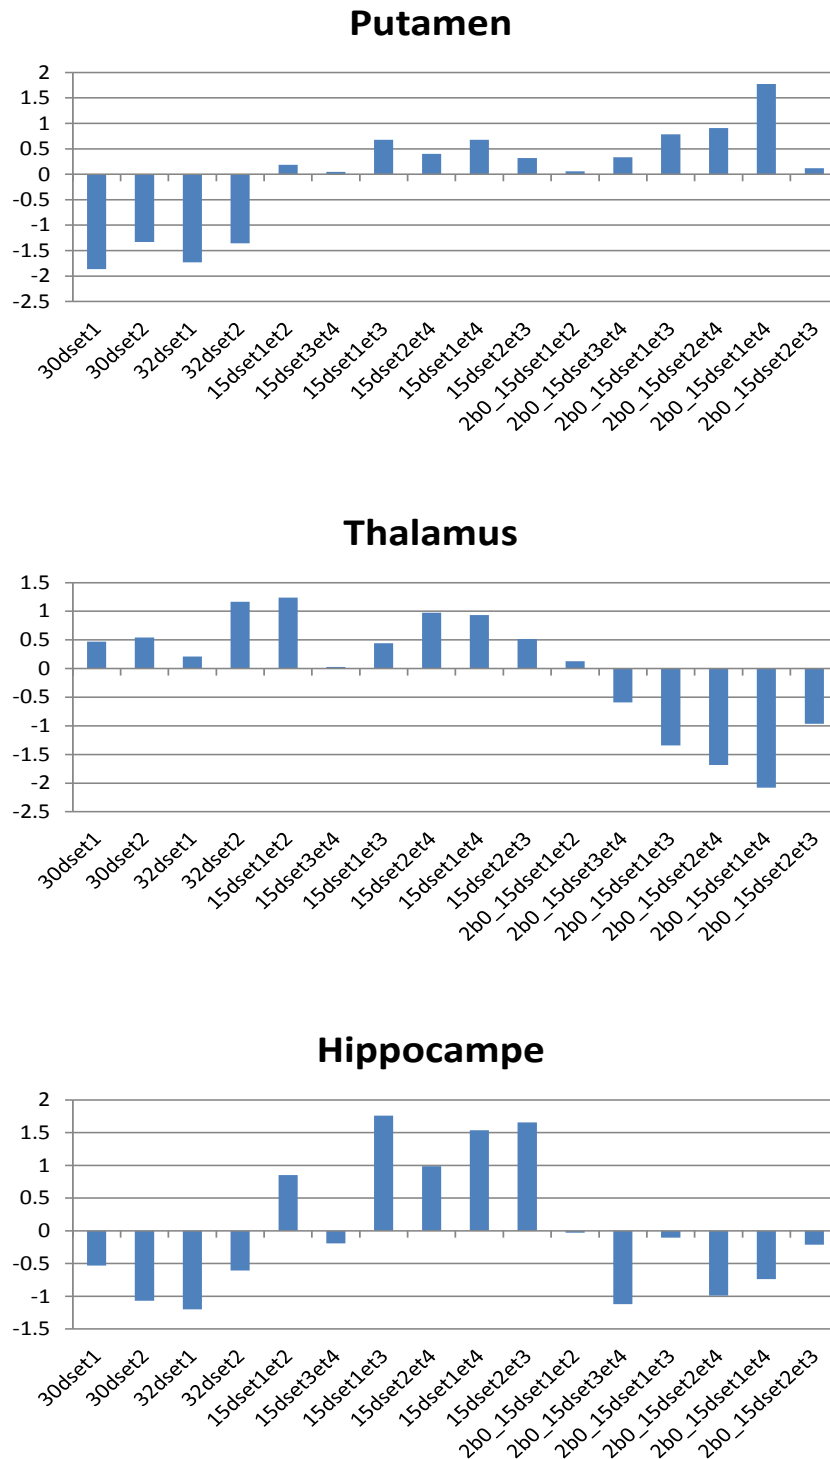 Putamen
2
1.5
1
0.5
0
-0.5
-1
-1.5
-2
-2.5
30dset1
30dset2
32dset1
32dset2
15dset1et2
15dset3et4
15dset1et3
15dset2et4
15dset1et4
15dset2et3
2b0_15dset1et2
2b0_15dset3et4
2b0_15dset1et3
2b0_15dset2et4
2b0_15dset1et4
2b0_15dset2et3
Thalamus
1.5
1
0.5
0
-0.5
-1
-1.5
-2
-2.5
30dset1
30dset2
32dset1
32dset2
15dset1et2
15dset3et4
15dset1et3
15dset2et4
15dset1et4
15dset2et3
2b0_15dset1et2
2b0_15dset3et4
2b0_15dset1et3
2b0_15dset2et4
2b0_15dset1et4
2b0_15dset2et3
Hippocampe
2
1.5
1
0.5
0
-0.5
-1
-1.5
30dset1
30dset2
32dset1
32dset2
15dset1et2
15dset3et4
15dset1et3
15dset2et4
15dset1et4
15dset2et3
2b0_15dset1et2
2b0_15dset3et4
2b0_15dset1et3
2b0_15dset2et4
2b0_15dset1et4
2b0_15dset2et3